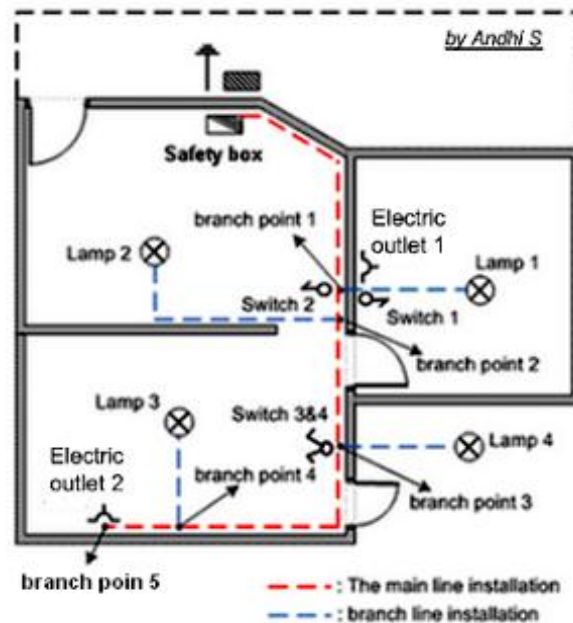 by Andhi S
Safety box
branch point 1
Electric
outlet 1
Lamp 2
Lamp 1
Switch 2
Switch 1
branch point 2
Lamp 3
Switch 3&4
Lamp 4
Electric
outlet 2
branch point 4
branch point 3
branch poin 5
: The main line installation
: branch line installation